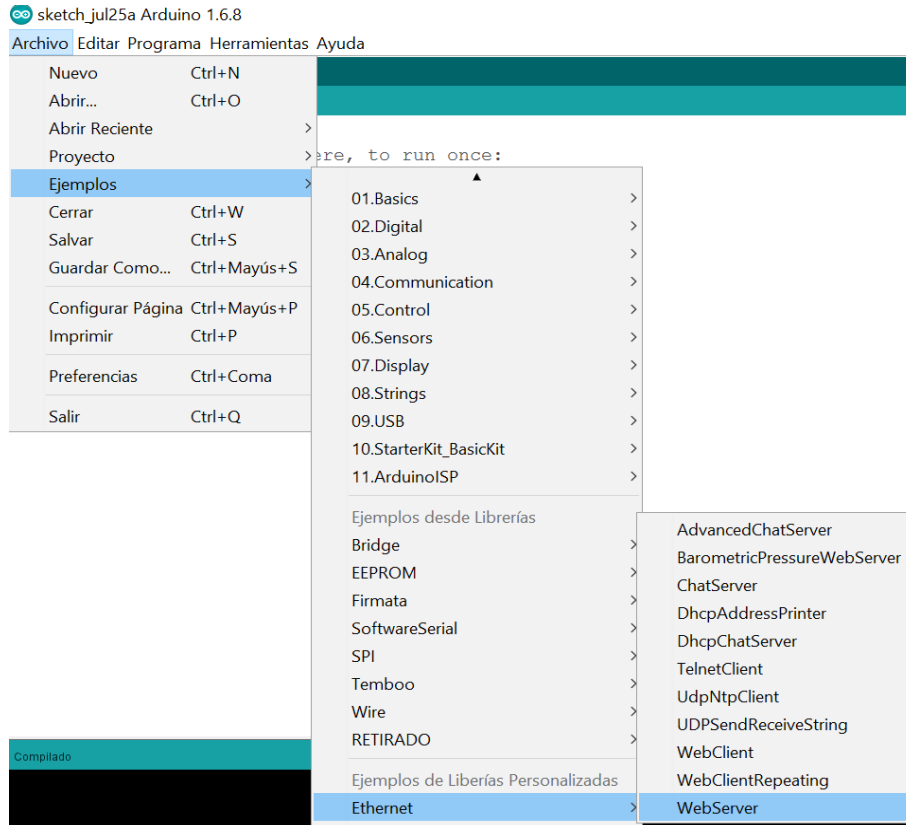 sketch_jul25a Arduino 1.6.8
Archivo Editar Programa Herramientas Ayuda
Nuevo Ctrl+N
Abrir... Ctrl+O
Abrir Reciente
Proyecto
Ejemplos
Cerrar Ctrl+W
Salvar Ctrl+S
Guardar Como... Ctrl+Mayús+S
Configurar Página Ctrl+Mayús+P
Imprimir Ctrl+P
Preferencias Ctrl+Coma
Salir Ctrl+Q
ere, to run once:
01.Basics
02.Digital
03.Analog
04.Communication
05.Control
06.Sensors
07.Display
08.Strings
09.USB
10.StarterKit_BasicKit
11.ArduinoISP
Ejemplos desde Librerías
Bridge
EEPROM
Firmata
SoftwareSerial
SPI
Temboo
Wire
RETIRADO
Ejemplos de Liberías Personalizadas
Ethernet
AdvancedChatServer
BarometricPressureWebServer
ChatServer
DhcpAddressPrinter
DhcpChatServer
TelnetClient
UdpNtpClient
UDPSendReceiveString
WebClient
WebClientRepeating
WebServer
Compilado